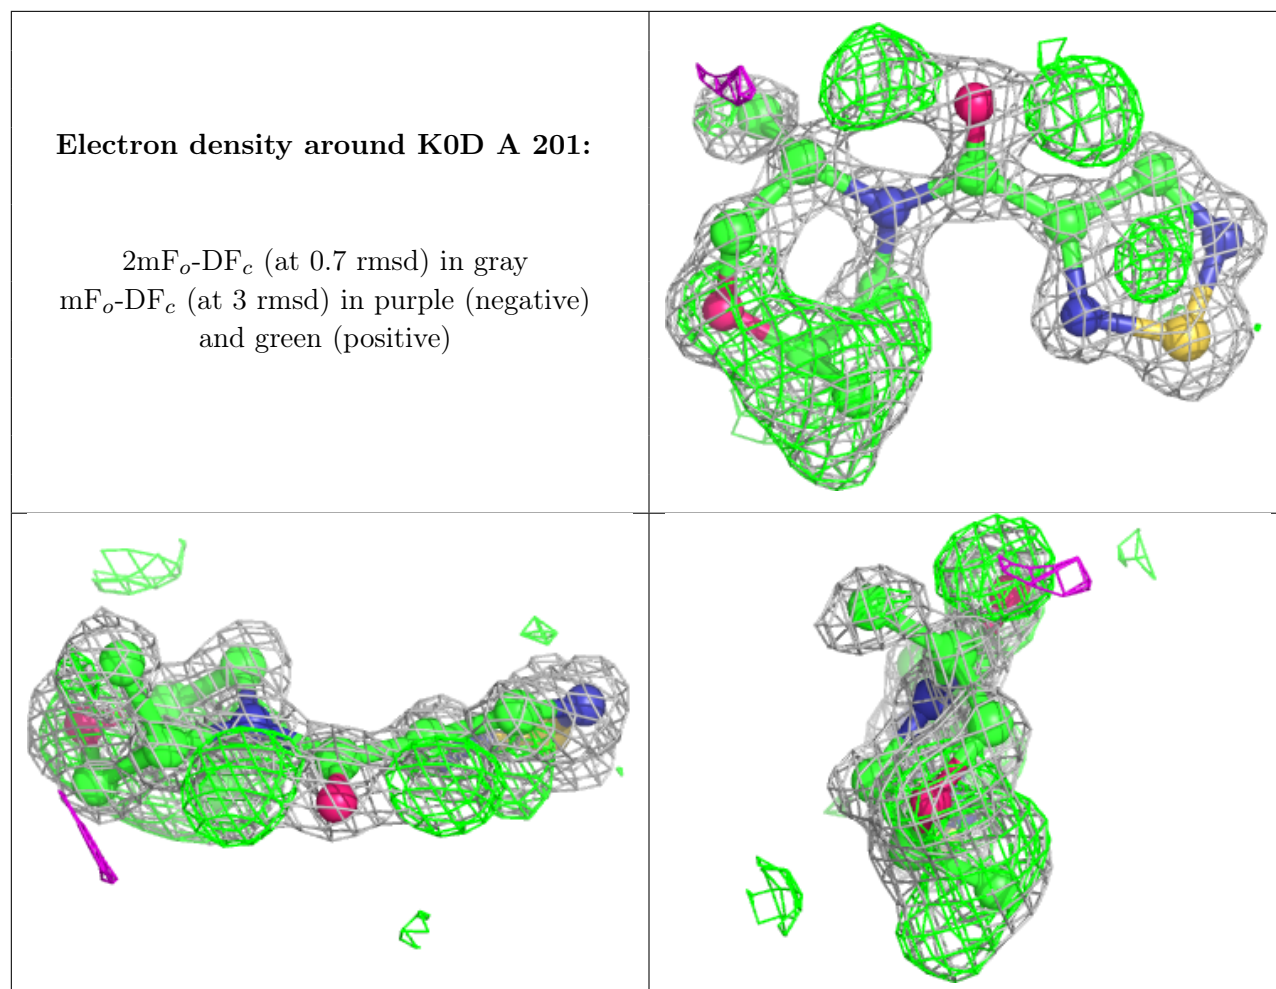 Electron density around K0D A 201:
2mFo-DFc (at 0.7 rmsd) in gray
mFo-DFc (at 3 rmsd) in purple (negative)
and green (positive)